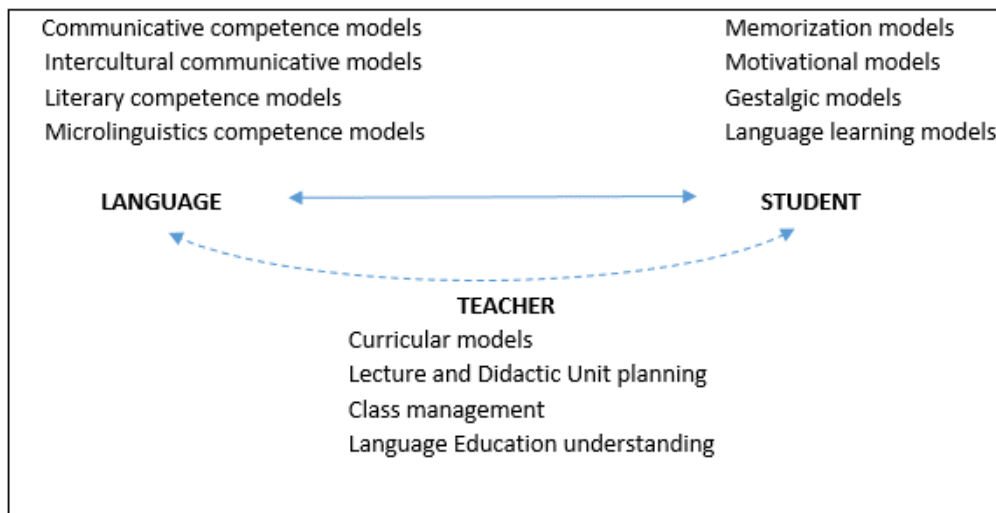 Communicative competence models
Intercultural communicative models
Literary competence models
Microlinguistics competence models
Memorization models
Motivational models
Gestalgic models
Language learning models
LANGUAGE
STUDENT
TEACHER
Curricular models
Lecture and Didactic Unit planning
Class management
Language Education understanding